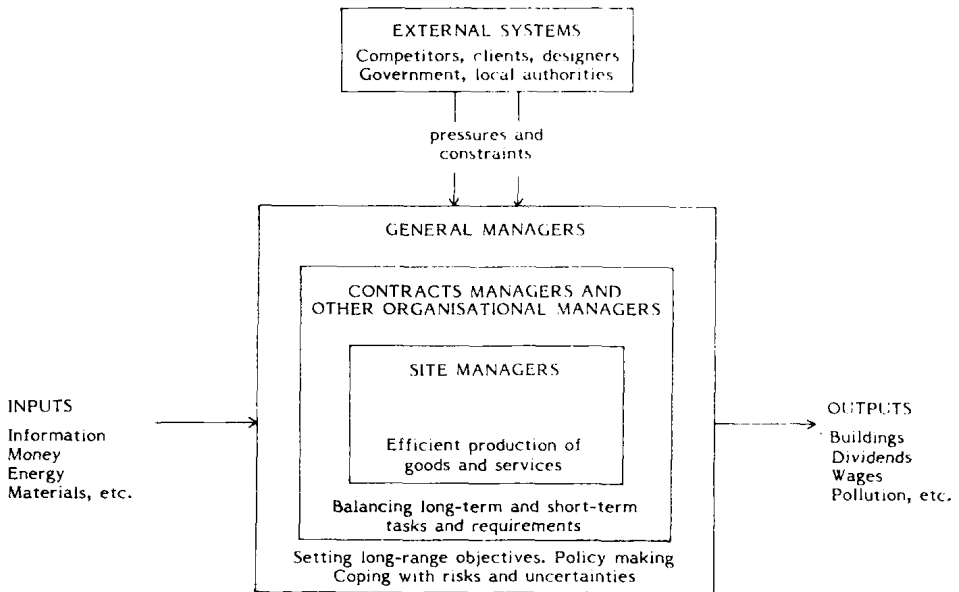 EXTERNAL SYSTEMS
Competitors, clients, designers
Government, local authorities
pressures and
constraints
GENERAL MANAGERS
CONTRACTS MANAGERS AND
OTHER ORGANISATIONAL MANAGERS
SITE MANAGERS
Efficient production of
goods and services
Balancing long-term and short-term
tasks and requirements
Setting long-range objectives. Policy making
Coping with risks and uncertainties
INPUTS
Information
Money
Energy
Materials, etc.
OUTPUTS
Buildings
Dividends
Wages
Pollution, etc.